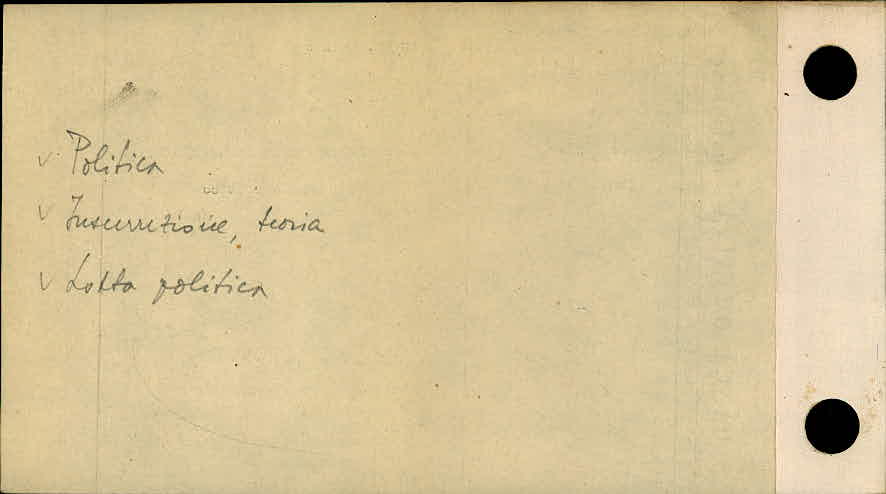 v Politica
v Insurrezione, teoria
v Lotta politica